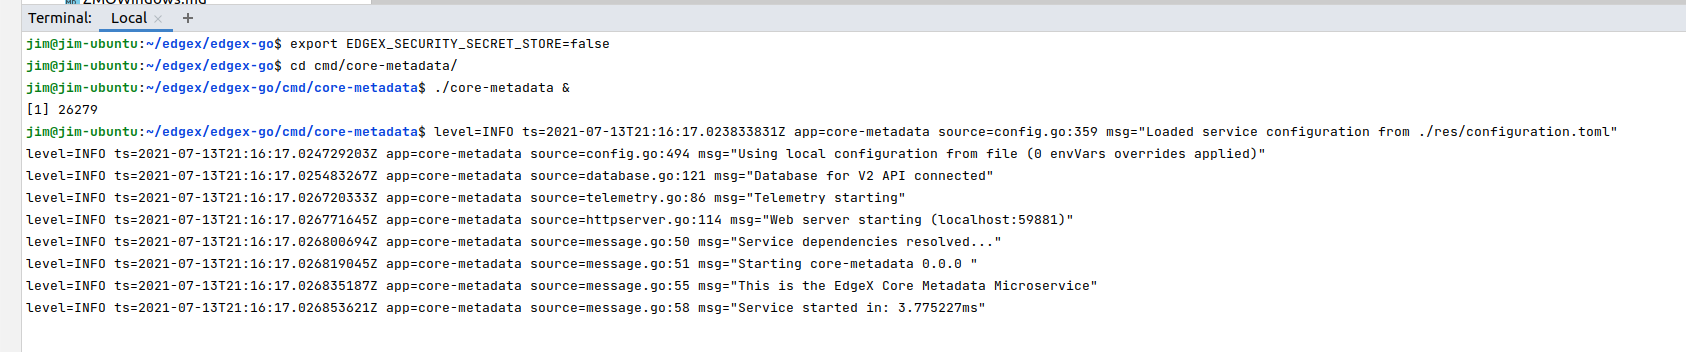 ZMQWindows.md
Terminal: Local × +
jim@jim-ubuntu:~/edgex/edgex-go$ export EDGEX_SECURITY_SECRET_STORE=false
jim@jim-ubuntu:~/edgex/edgex-go$ cd cmd/core-metadata/
jim@jim-ubuntu:~/edgex/edgex-go/cmd/core-metadata$ ./core-metadata &
[1] 26279
jim@jim-ubuntu:~/edgex/edgex-go/cmd/core-metadata$ level=INFO ts=2021-07-13T21:16:17.023833831Z app=core-metadata source=config.go:359 msg="Loaded service configuration from ./res/configuration.toml"
level=INFO ts=2021-07-13T21:16:17.024729203Z app=core-metadata source=config.go:494 msg="Using local configuration from file (0 envVars overrides applied)"
level=INFO ts=2021-07-13T21:16:17.025483267Z app=core-metadata source=database.go:121 msg="Database for V2 API connected"
level=INFO ts=2021-07-13T21:16:17.026720333Z app=core-metadata source=telemetry.go:86 msg="Telemetry starting"
level=INFO ts=2021-07-13T21:16:17.026771645Z app=core-metadata source=httpserver.go:114 msg="Web server starting (localhost:59881)"
level=INFO ts=2021-07-13T21:16:17.026800694Z app=core-metadata source=message.go:50 msg="Service dependencies resolved..."
level=INFO ts=2021-07-13T21:16:17.026819045Z app=core-metadata source=message.go:51 msg="Starting core-metadata 0.0.0 "
level=INFO ts=2021-07-13T21:16:17.026835187Z app=core-metadata source=message.go:55 msg="This is the EdgeX Core Metadata Microservice"
level=INFO ts=2021-07-13T21:16:17.026853621Z app=core-metadata source=message.go:58 msg="Service started in: 3.775227ms"